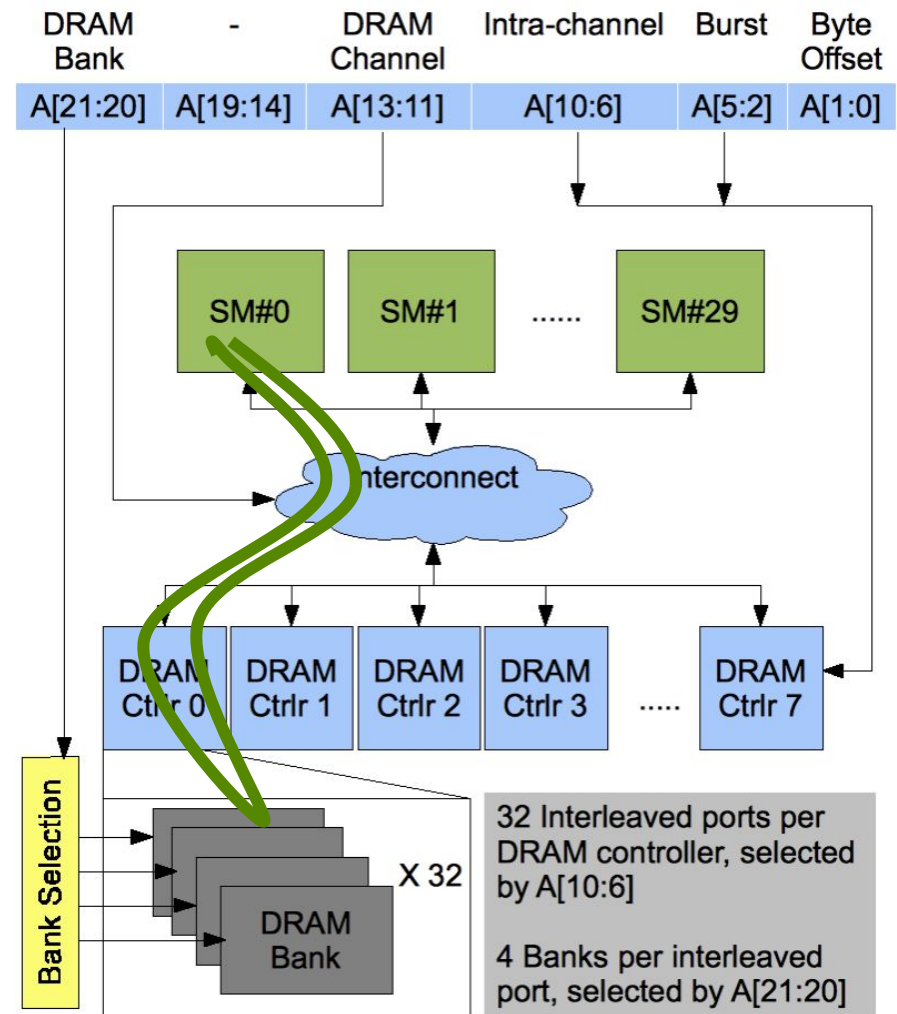 DRAM Bank
-
DRAM Channel
Intra-channel
Burst
Byte Offset
A[21:20]
A[19:14]
A[13:11]
A[10:6]
A[5:2]
A[1:0]
SM#0
SM#1
......
SM#29
Interconnect
DRAM
Ctrlr 0
DRAM
Ctrlr 1
DRAM
Ctrlr 2
DRAM
Ctrlr 3
.....
DRAM
Ctrlr 7
Bank Selection
DRAM
Bank
X 32
32 Interleaved ports per
DRAM controller, selected
by A[10:6]
4 Banks per interleaved
port, selected by A[21:20]